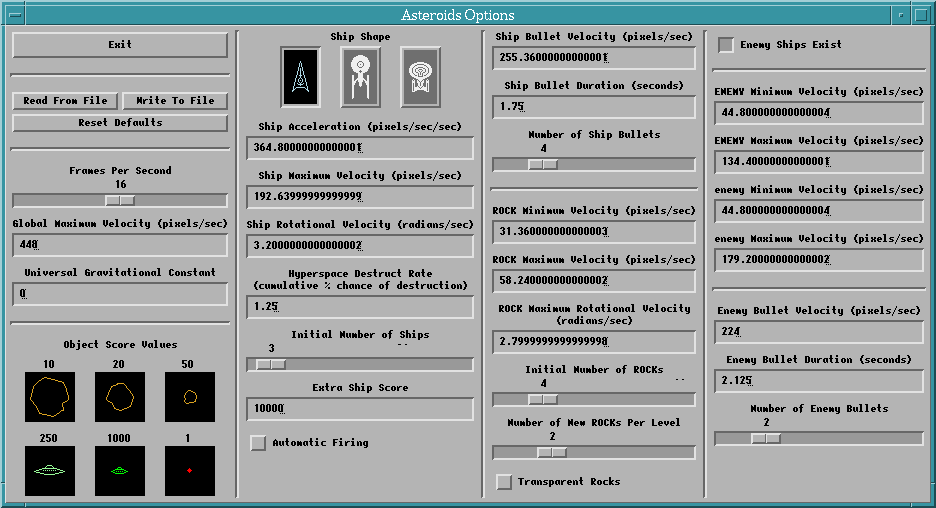 Asteroids Options
Exit
Read From File
Write To File
Reset Defaults
Frames Per Second
16
Global Maximum Velocity (pixels/sec)
448
Universal Gravitational Constant
0
Object Score Values
10
20
50
250
1000
1
Ship Shape
Ship Acceleration (pixels/sec/sec)
364.80000000000001
Ship Maximum Velocity (pixels/sec)
192.63999999999999
Ship Rotational Velocity (radians/sec)
3.2000000000000002
Hyperspace Destruct Rate
(cumulative % chance of destruction)
1.25
Initial Number of Ships
3
Extra Ship Score
10000
Automatic Firing
Ship Bullet Velocity (pixels/sec)
255.36000000000001
Ship Bullet Duration (seconds)
1.75
Number of Ship Bullets
4
ROCK Minimum Velocity (pixels/sec)
31.360000000000003
ROCK Maximum Velocity (pixels/sec)
58.240000000000002
ROCK Maximum Rotational Velocity
(radians/sec)
2.7999999999999998
Initial Number of ROCKs
4
Number of New ROCKs Per Level
2
Transparent Rocks
Enemy Ships Exist
ENEMY Minimum Velocity (pixels/sec)
44.800000000000004
ENEMY Maximum Velocity (pixels/sec)
134.40000000000001
enemy Minimum Velocity (pixels/sec)
44.800000000000004
enemy Maximum Velocity (pixels/sec)
179.20000000000002
Enemy Bullet Velocity (pixels/sec)
224
Enemy Bullet Duration (seconds)
2.125
Number of Enemy Bullets
2